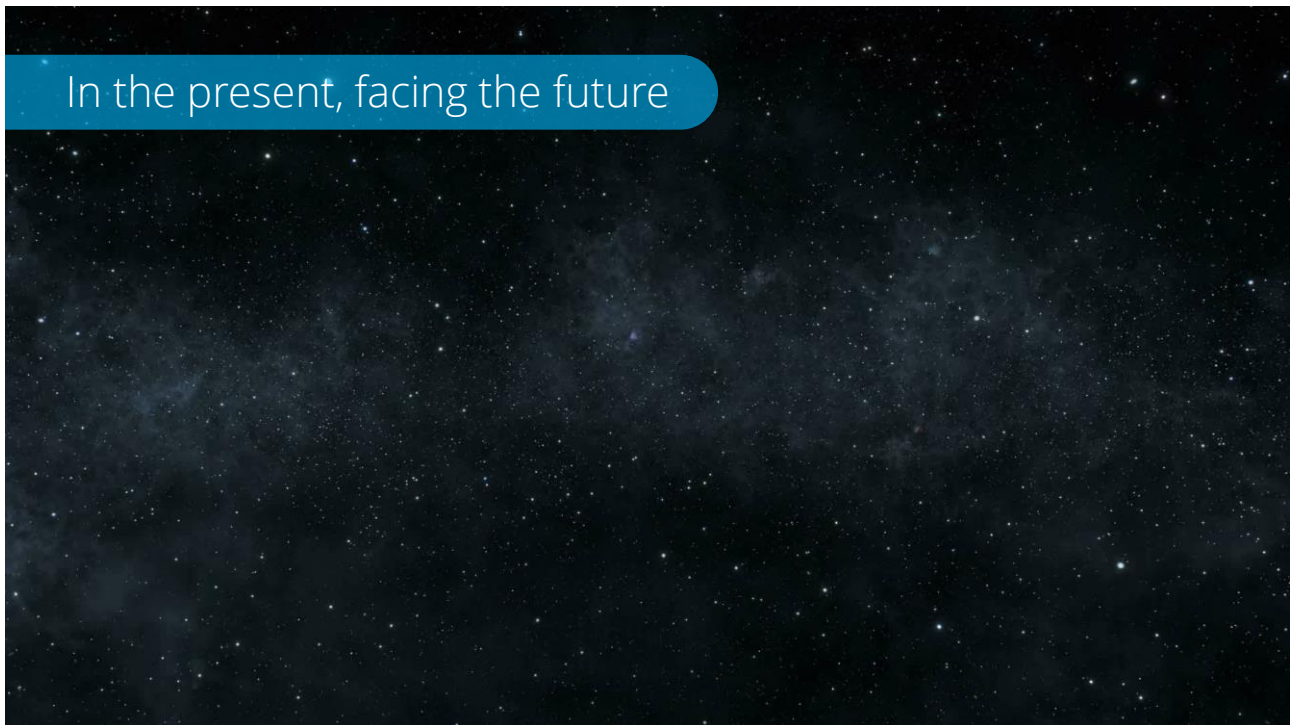 In the present, facing the future